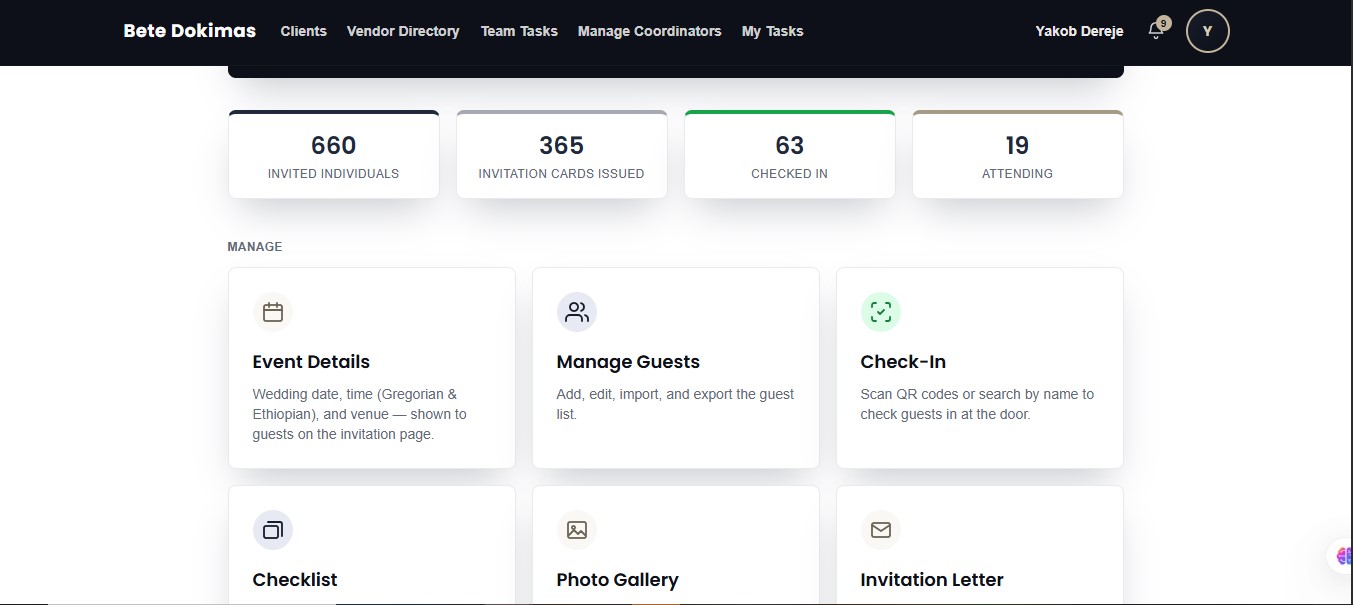 Bete Dokimas Clients Vendor Directory Team Tasks Manage Coordinators My Tasks Yakob Dereje 9 Y
660 365 63 19
INVITED INDIVIDUALS INVITATION CARDS ISSUED CHECKED IN ATTENDING
MANAGE
Event Details
Wedding date, time (Gregorian &
Ethiopian), and venue — shown to
guests on the invitation page.
Manage Guests
Add, edit, import, and export the guest
list.
Check-In
Scan QR codes or search by name to
check guests in at the door.
Checklist
Photo Gallery
Invitation Letter